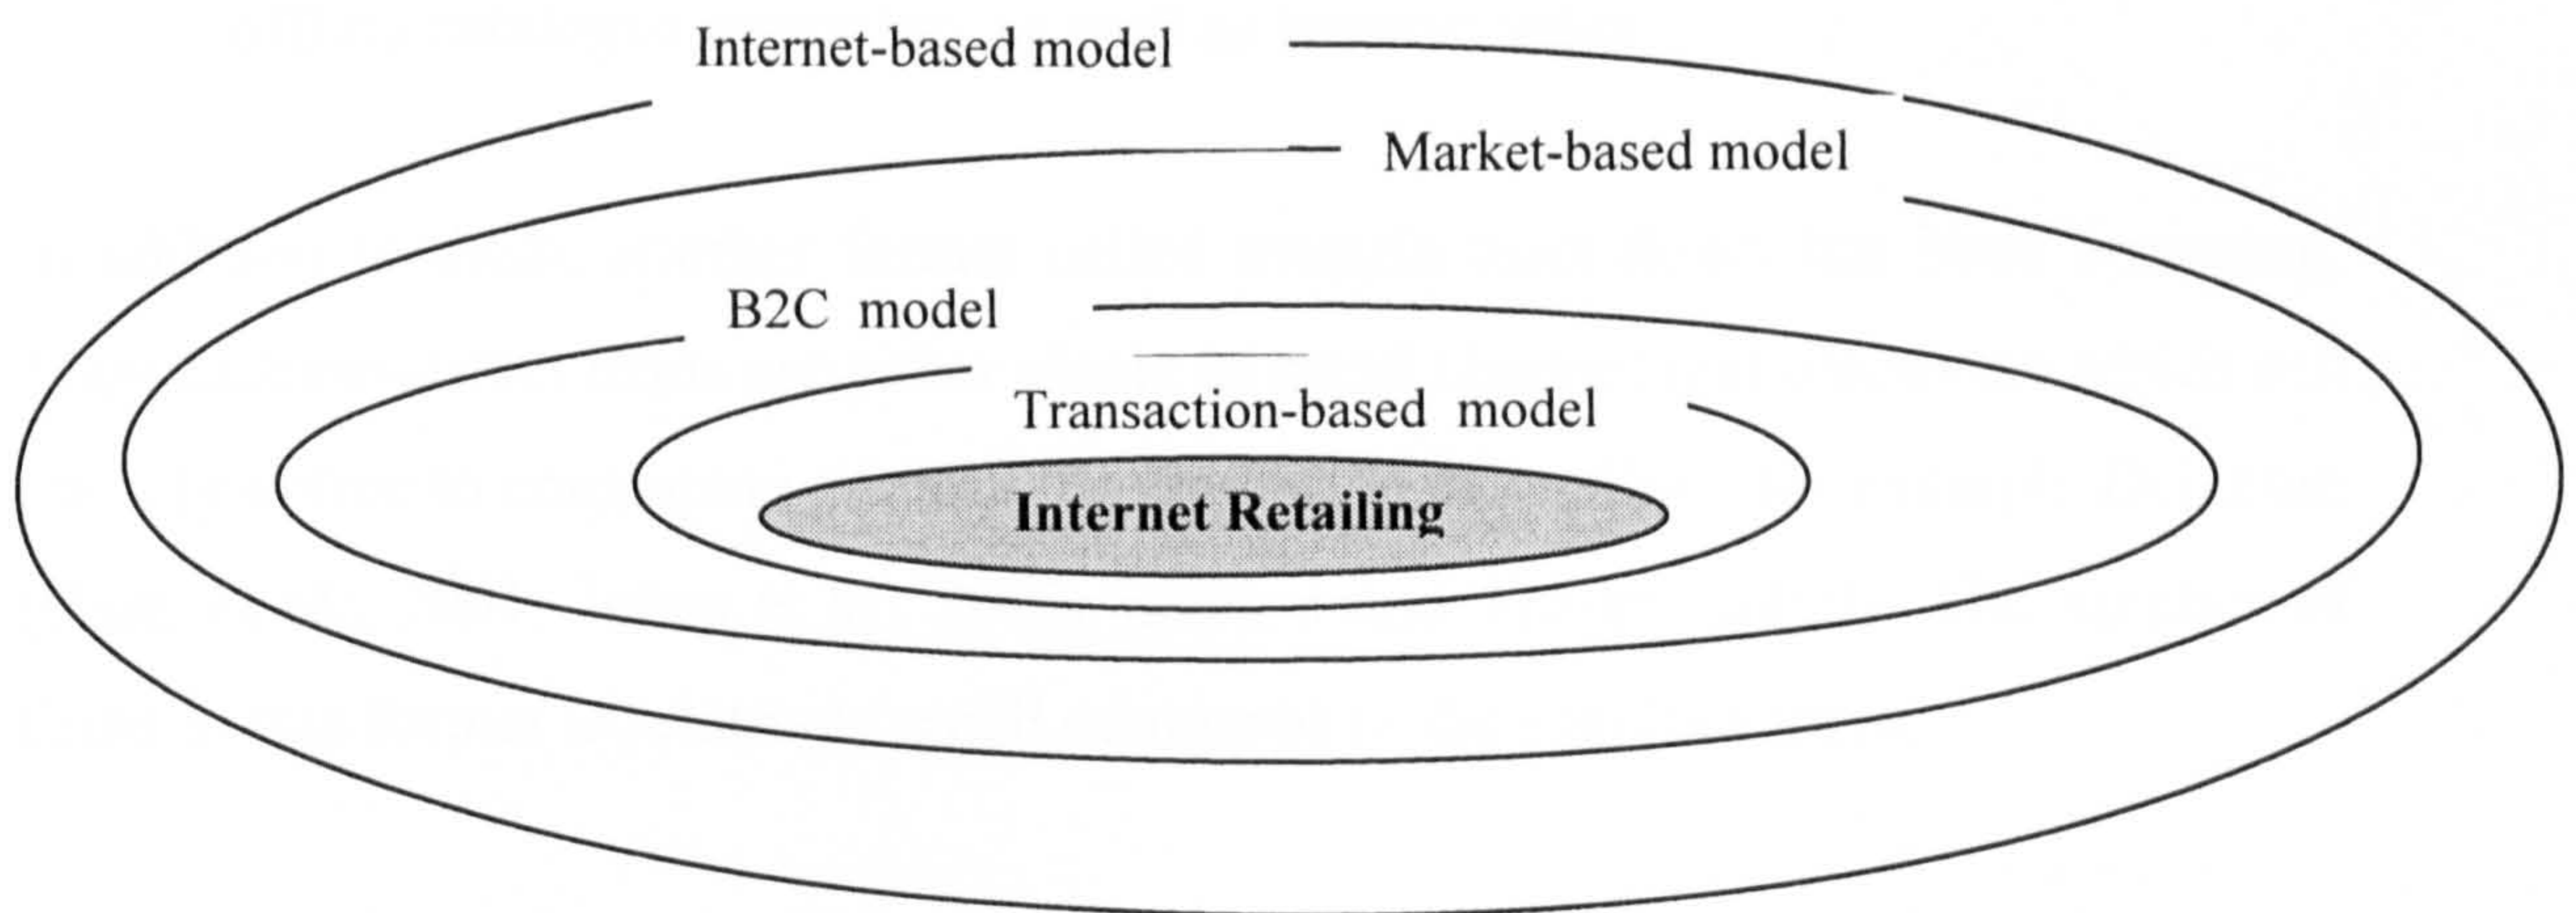 Internet-based model
Market-based model
B2C model
Transaction-based model
Internet Retailing